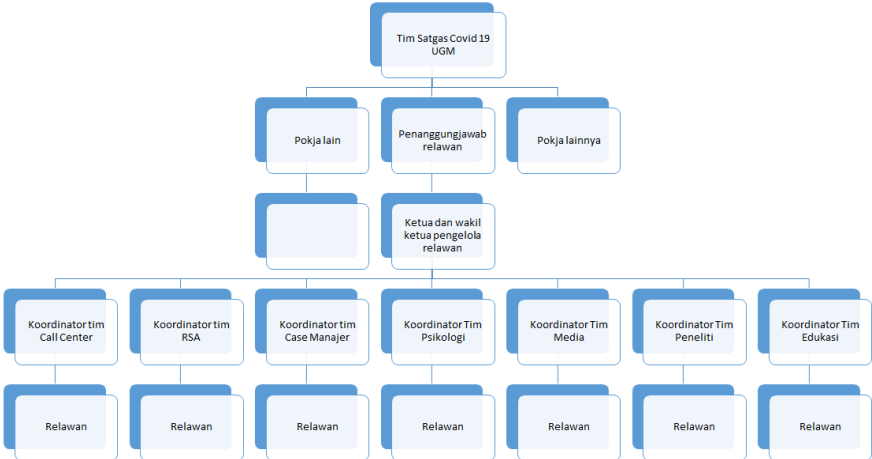 Tim Satgas Covid 19
UGM
Pokja lain
Penanggungjawab
relawan
Pokja lainnya
Ketua dan wakil
ketua pengelola
relawan
Koordinator tim
Call Center
Koordinator tim
RSA
Koordinator tim
Case Manajer
Koordinator Tim
Psikologi
Koordinator Tim
Media
Koordinator Tim
Peneliti
Koordinator Tim
Edukasi
Relawan
Relawan
Relawan
Relawan
Relawan
Relawan
Relawan